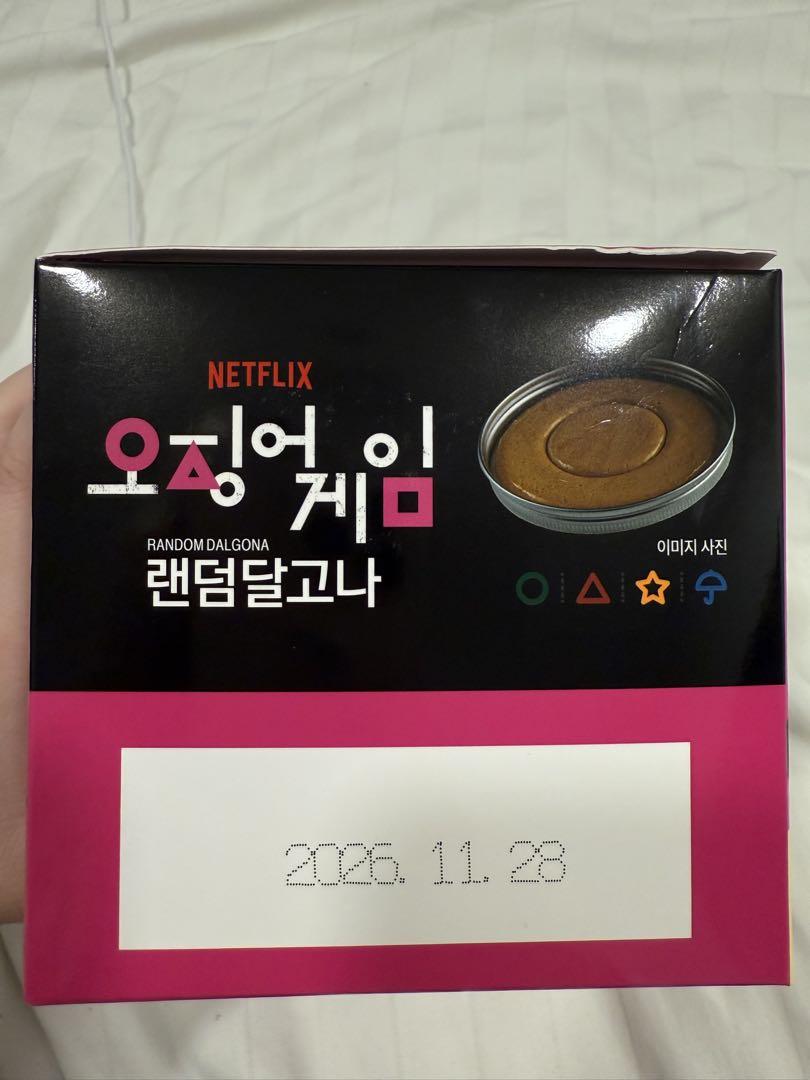 NETFLIX
오징어
게임
RANDOM DALGONA
랜덤달고나
이미지 사진
2026. 11. 28